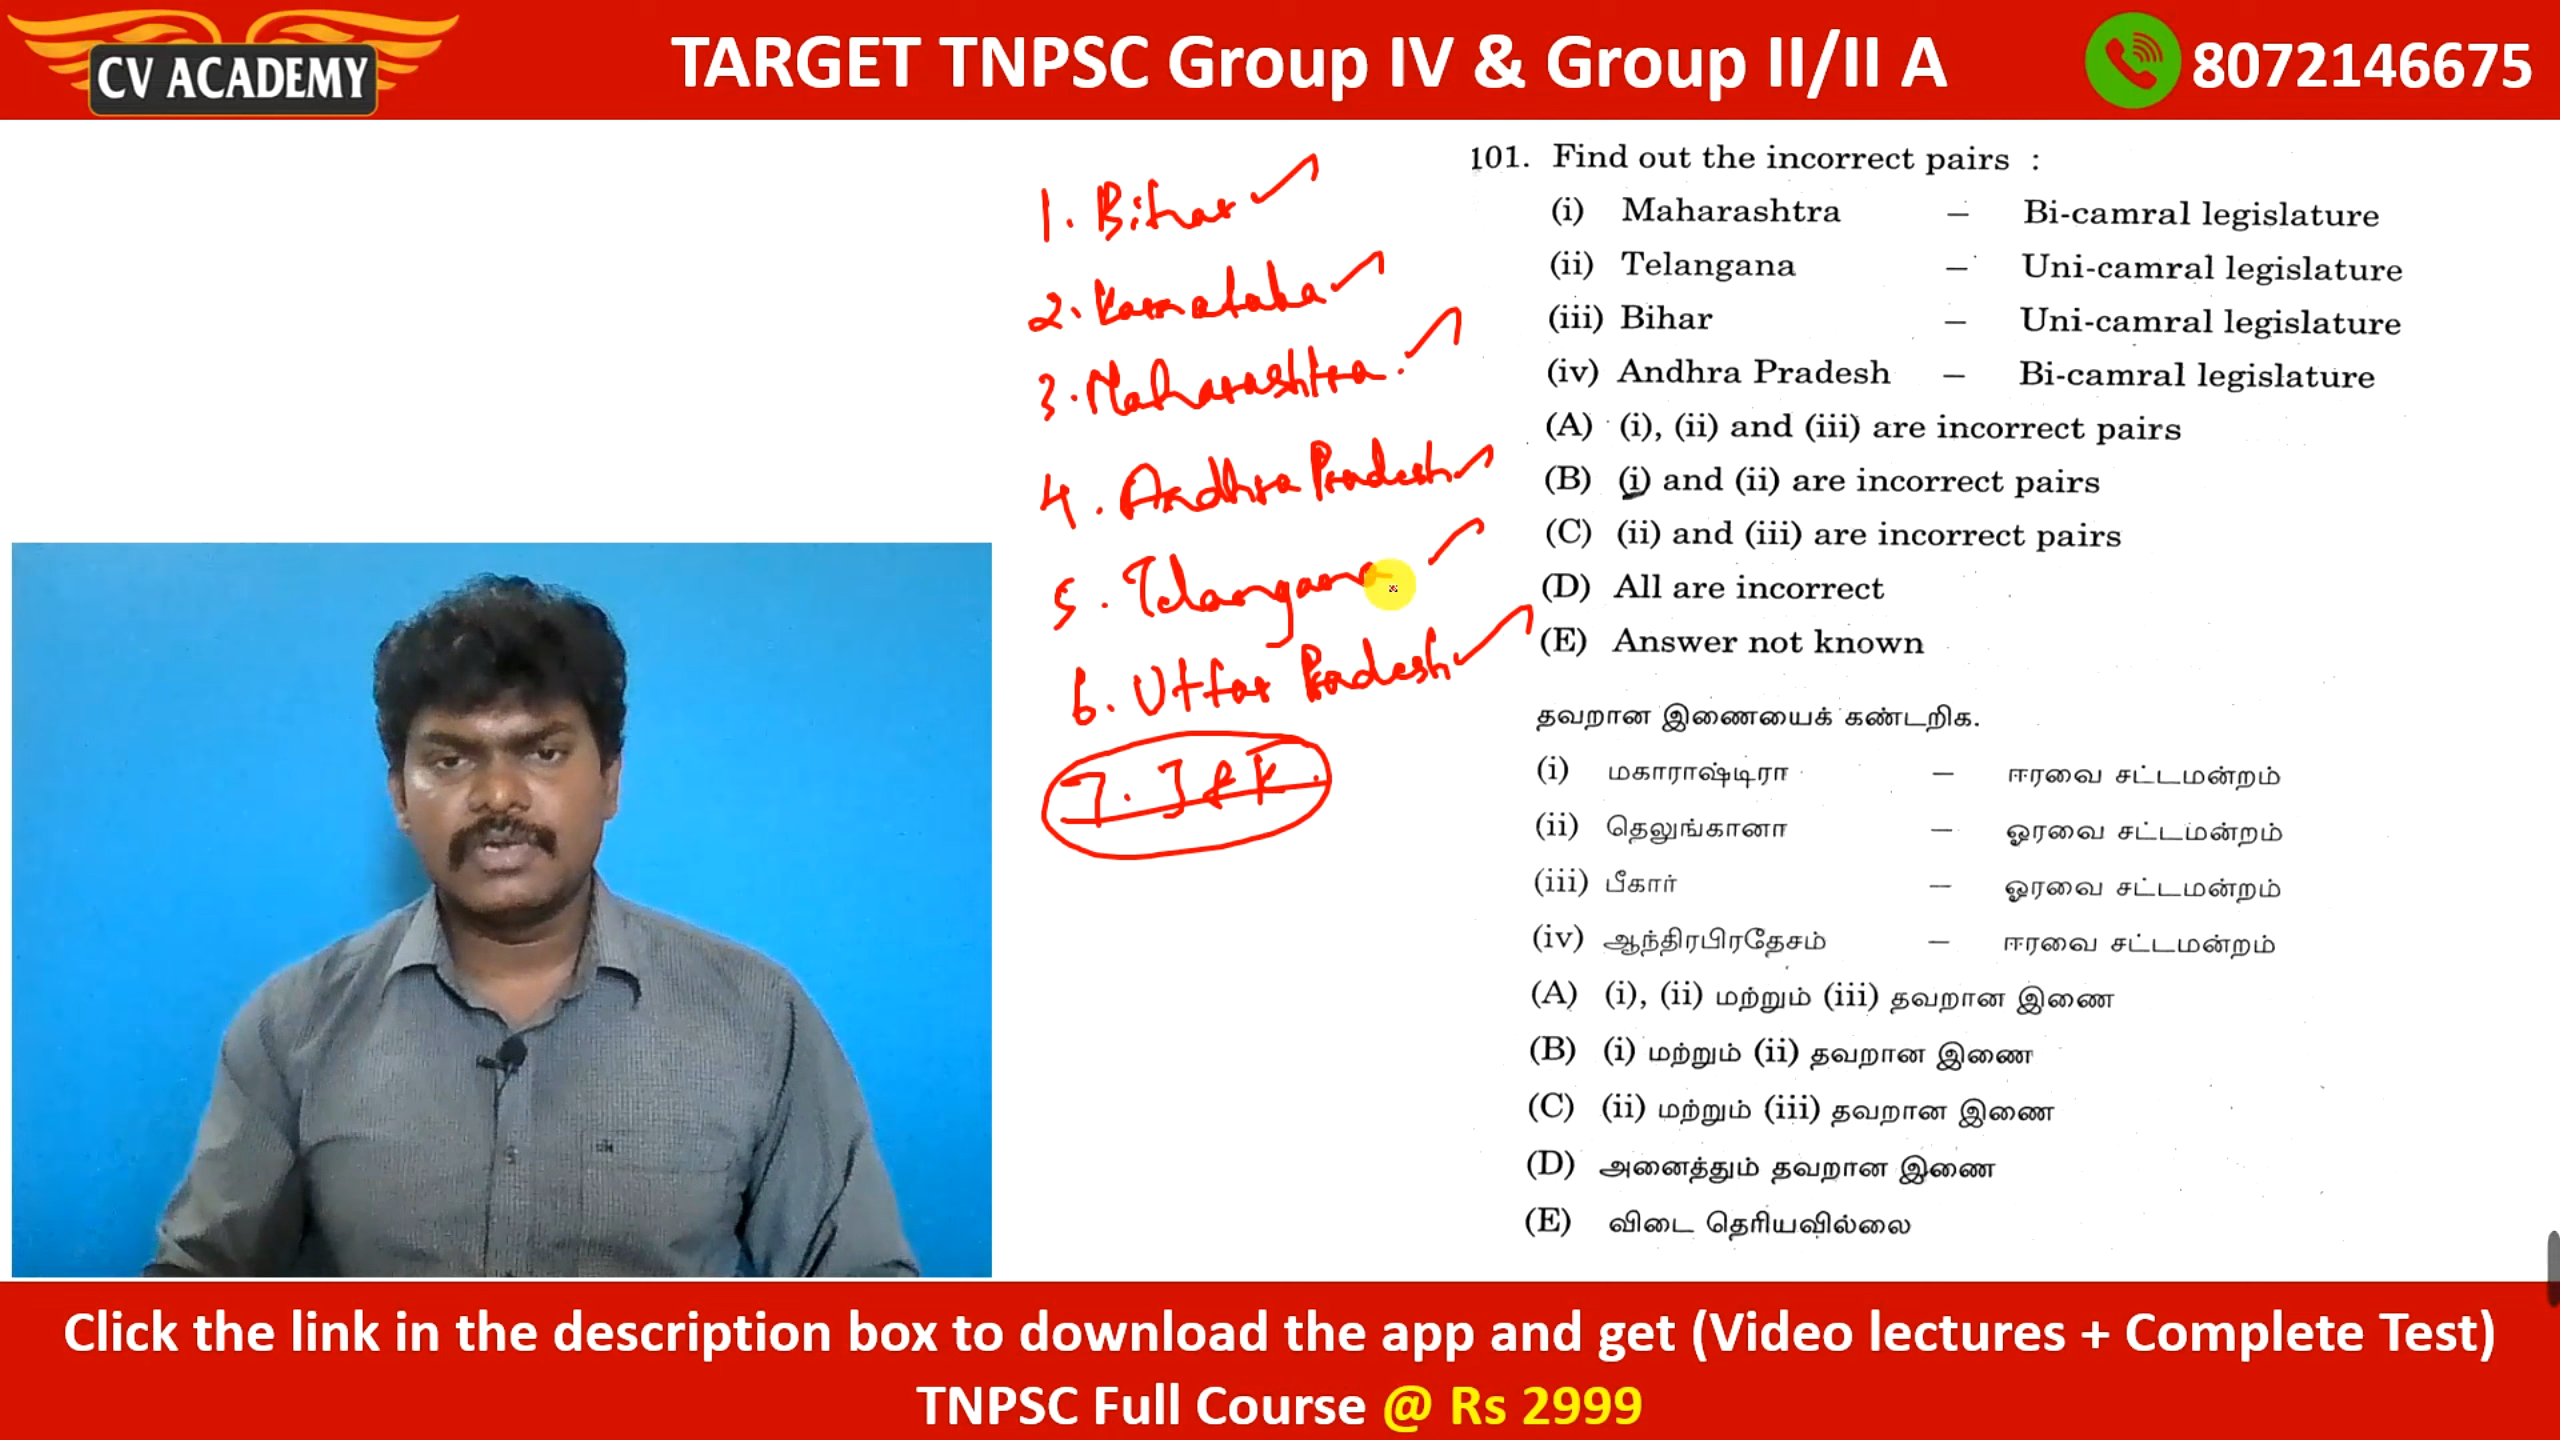 CV ACADEMY
TARGET TNPSC Group IV & Group II/II A
8072146675
1. Bihar
2. Karnataka
3. Maharashtra.
4. Andhra Pradesh
5. Telangana
6. Uttar Pradesh
7. J & K.
101. Find out the incorrect pairs :
(i) Maharashtra – Bi-camral legislature
(ii) Telangana – Uni-camral legislature
(iii) Bihar – Uni-camral legislature
(iv) Andhra Pradesh – Bi-camral legislature
(A) (i), (ii) and (iii) are incorrect pairs
(B) (i) and (ii) are incorrect pairs
(C) (ii) and (iii) are incorrect pairs
(D) All are incorrect
(E) Answer not known
தவறான இணையைக் கண்டறிக.
(i) மகாராஷ்டிரா – ஈரவை சட்டமன்றம்
(ii) தெலுங்கானா – ஓரவை சட்டமன்றம்
(iii) பீகார் – ஓரவை சட்டமன்றம்
(iv) ஆந்திரபிரதேசம் – ஈரவை சட்டமன்றம்
(A) (i), (ii) மற்றும் (iii) தவறான இணை
(B) (i) மற்றும் (ii) தவறான இணை
(C) (ii) மற்றும் (iii) தவறான இணை
(D) அனைத்தும் தவறான இணை
(E) விடை தெரியவில்லை
Click the link in the description box to download the app and get (Video lectures + Complete Test)
TNPSC Full Course @ Rs 2999